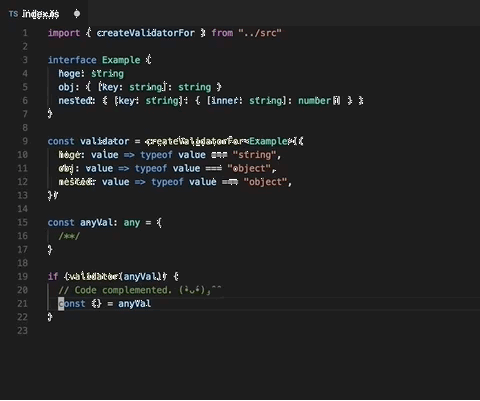 TS index.ts
1 import { createValidatorFor } from "../src"
2
3 interface Example {
4 hoge: string
5 obj: { [key: string]: string }
6 nested: { [key: string]: { [inner: string]: number } }
7 }
8
9 const validator = createValidatorFor<Example>({
10 hoge: value => typeof value === "string",
11 obj: value => typeof value === "object",
12 nested: value => typeof value === "object",
13 })
14
15 const anyVal: any = {
16 /**/
17 }
18
19 if (validator(anyVal)) {
20 // Code complemented.
21 const {} = anyVal
22 }
23